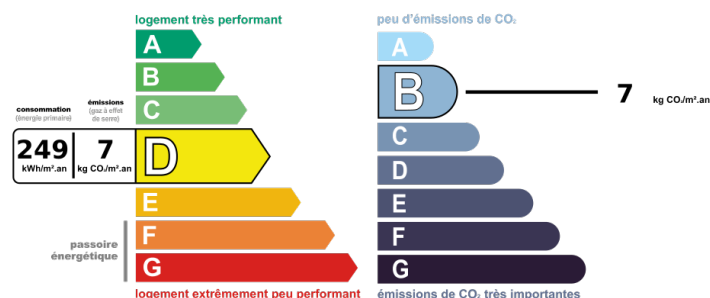 logement très performant
A
B
C
consommation
(énergie primaire)
émissions
(gaz à effet
de serre)
249
kWh/m².an
7
kg CO₂/m².an
D
E
F
G
passoire
énergétique
logement extrêmement peu performant
peu d'émissions de CO₂
A
B
7
kg CO₂/m².an
C
D
E
F
G
émissions de CO₂ très importantes